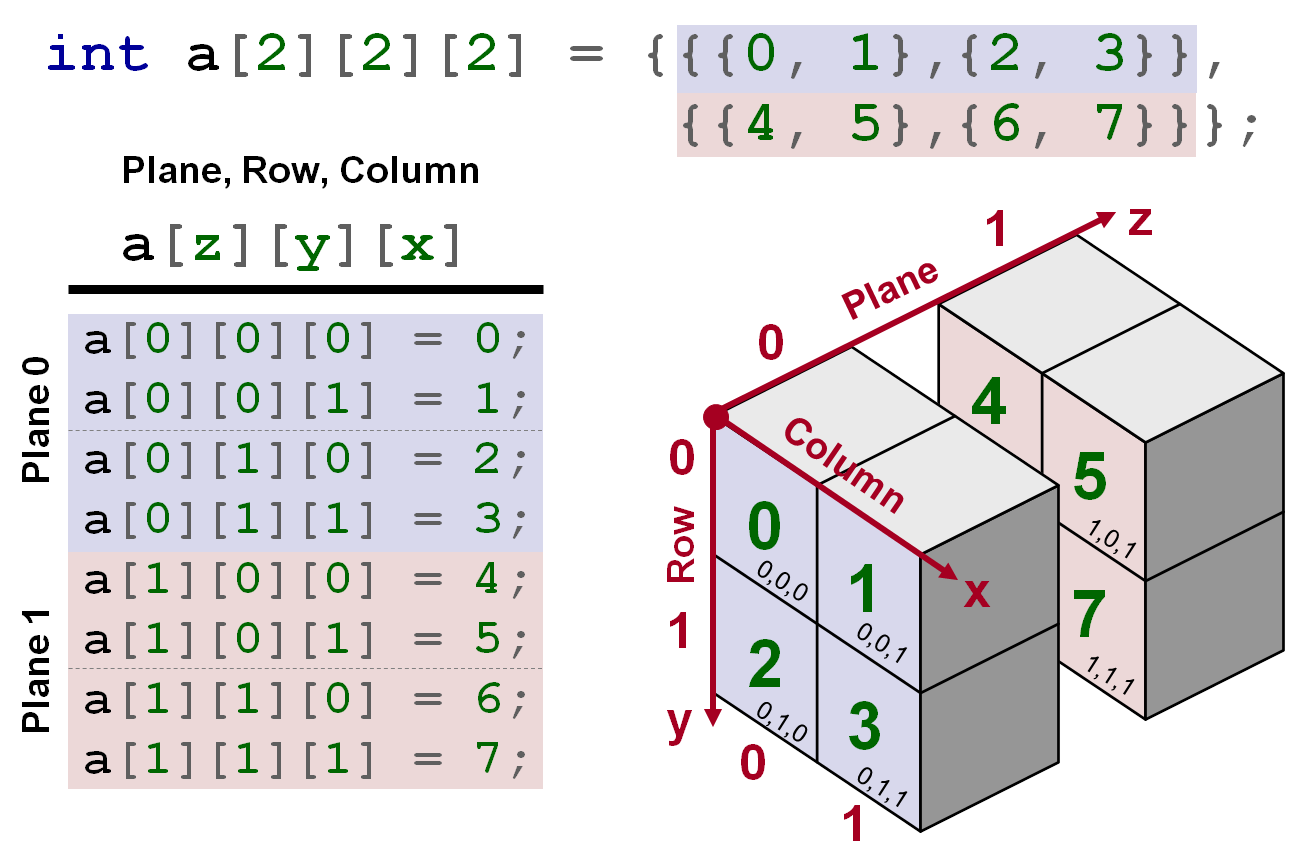 int a[2][2][2] = {{{0, 1},{2, 3}},
{{4, 5},{6, 7}}};
Plane, Row, Column
a[z][y][x]
Plane 0
a[0][0][0] = 0;
a[0][0][1] = 1;
a[0][1][0] = 2;
a[0][1][1] = 3;
Plane 1
a[1][0][0] = 4;
a[1][0][1] = 5;
a[1][1][0] = 6;
a[1][1][1] = 7;
1
z
Plane
0
4
Column
0
5
1,0,1
Row
0
0,0,0
1
0,0,1
x
7
1,1,1
1
2
0,1,0
3
0,1,1
y
0
1